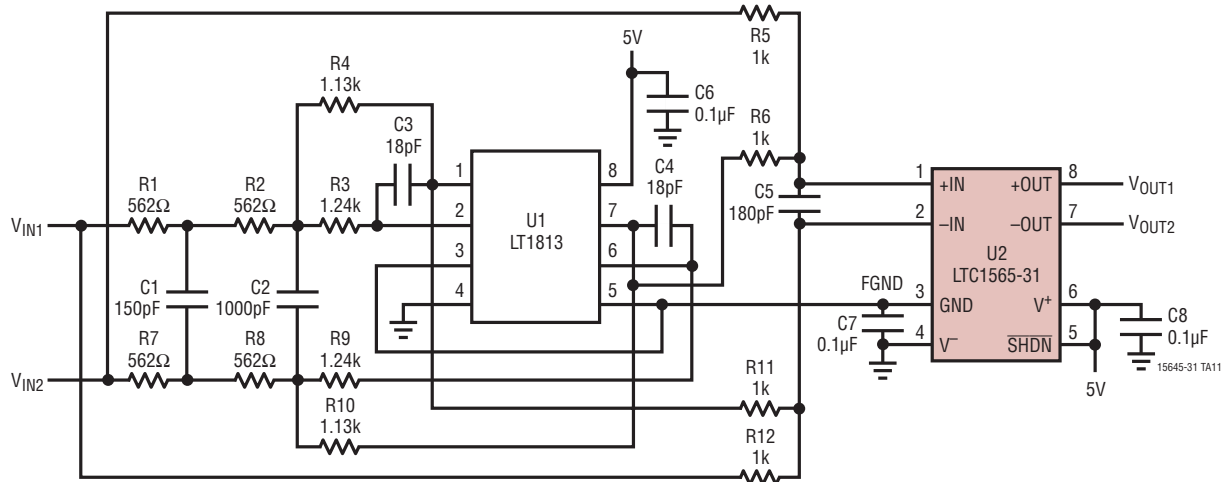 R5
1k
5V
R4
1.13k
C6
0.1µF
R6
1k
C3
18pF
C4
18pF
R1
562Ω
R2
562Ω
R3
1.24k
1
2
3
4
U1
LT1813
8
7
6
5
C5
180pF
1
2
3
4
+IN
–IN
GND
V–
U2
LTC1565-31
+OUT
–OUT
V+
SHDN
8
7
6
5
VOUT1
VOUT2
VIN1
C1
150pF
C2
1000pF
FGND
C7
0.1µF
C8
0.1µF
15645-31 TA11
5V
R7
562Ω
R8
562Ω
R9
1.24k
VIN2
R10
1.13k
R11
1k
R12
1k